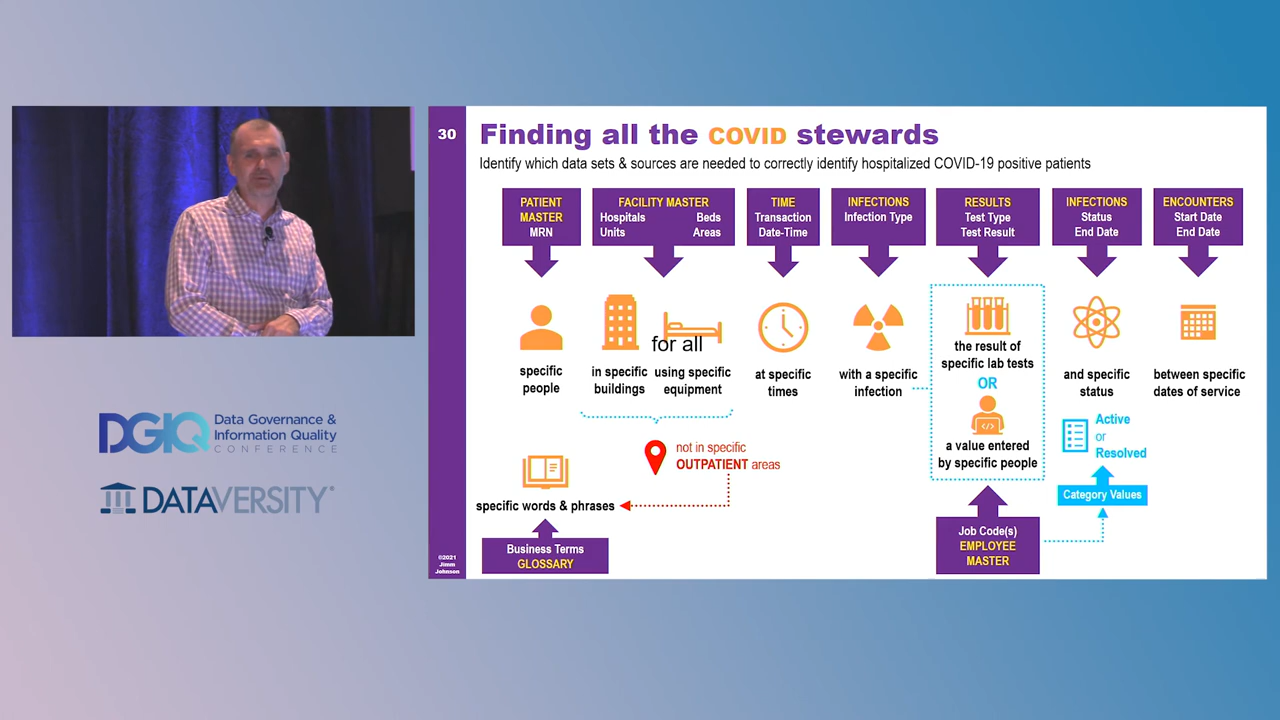 30
Finding all the COVID stewards
Identify which data sets & sources are needed to correctly identify hospitalized COVID-19 positive patients
PATIENT
MASTER
MRN
FACILITY MASTER
Hospitals Beds
Units Areas
TIME
Transaction
Date-Time
INFECTIONS
Infection Type
RESULTS
Test Type
Test Result
INFECTIONS
Status
End Date
ENCOUNTERS
Start Date
End Date
specific
people
in specific
buildings
for all
using specific
equipment
at specific
times
with a specific
infection
the result of
specific lab tests
OR
a value entered
by specific people
and specific
status
between specific
dates of service
Active
or
Resolved
Category Values
not in specific
OUTPATIENT areas
specific words & phrases
Business Terms
GLOSSARY
Job Code(s)
EMPLOYEE
MASTER
©2021
Jimm
Johnson
DGIQ
Data Governance &
Information Quality
CONFERENCE
DATAVERSITY